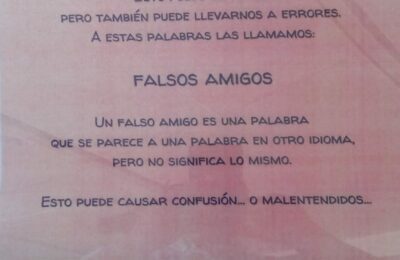 PERO TAMBIÉN PUEDE LLEVARNOS A ERRORES.
A ESTAS PALABRAS LAS LLAMAMOS:
FALSOS AMIGOS
UN FALSO AMIGO ES UNA PALABRA
QUE SE PARECE A UNA PALABRA EN OTRO IDIOMA,
PERO NO SIGNIFICA LO MISMO.
ESTO PUEDE CAUSAR CONFUSIÓN... O MALENTENDIDOS...